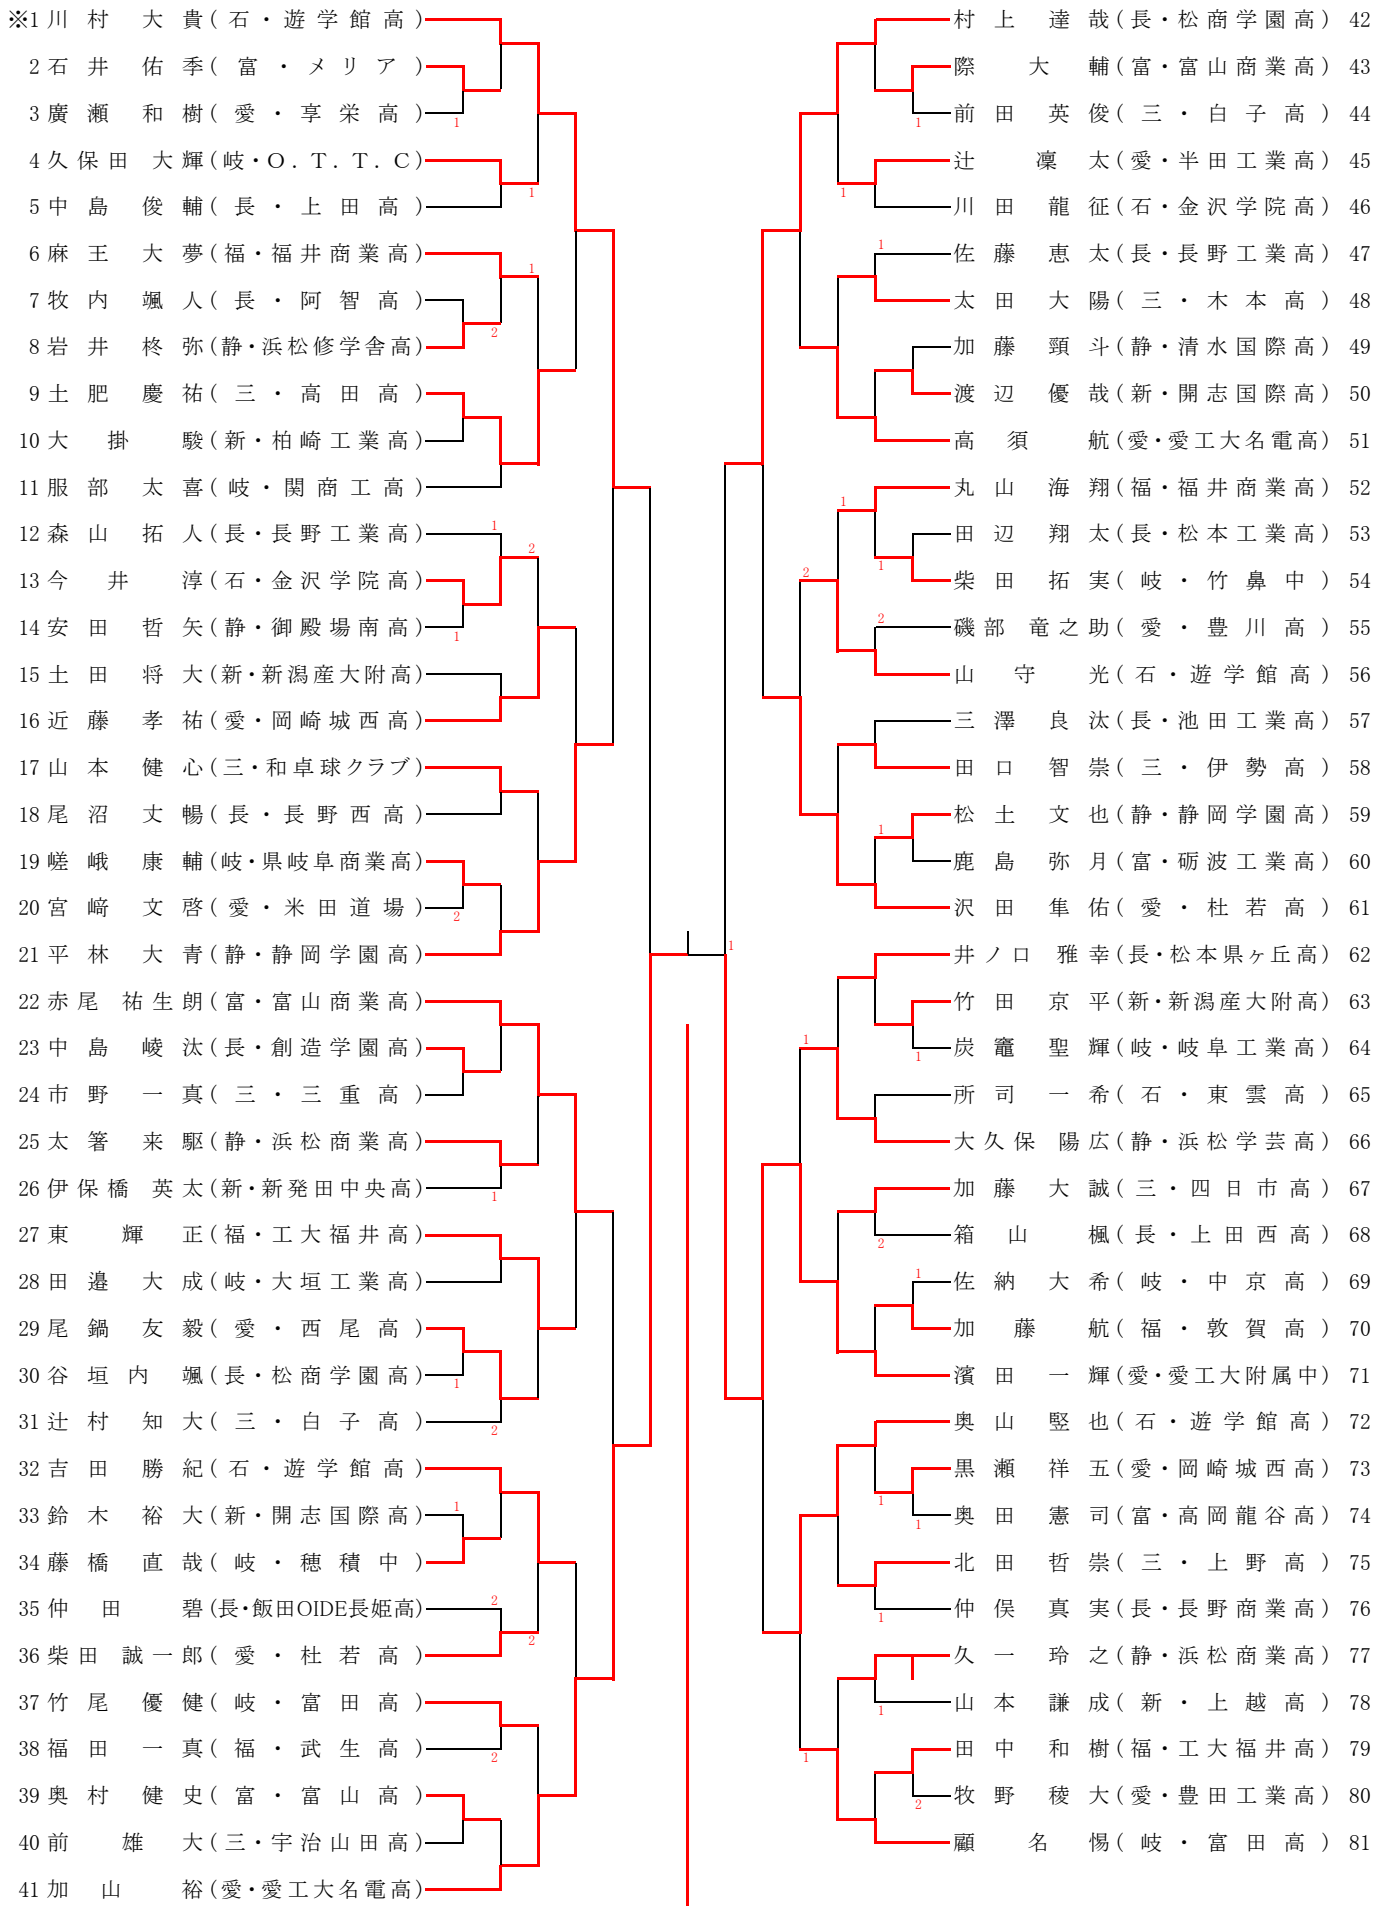 ※1 川村 大貴 (石・遊学館高)
2 石井 佑季 (富・メリア)
3 廣瀬 和樹 (愛・享栄高)
1
4 久保田 大輝 (岐・O.T.T.C)
1
5 中島 俊輔 (長・上田高)
6 麻王 大夢 (福・福井商業高)
1
7 牧内 颯人 (長・阿智高)
2
8 岩井 柊弥 (静・浜松修学舎高)
9 土肥 慶祐 (三・高田高)
10 大掛 駿 (新・柏崎工業高)
11 服部 太喜 (岐・関商工高)
12 森山 拓人 (長・長野工業高)
1
2
13 今井 淳 (石・金沢学院高)
14 安田 哲矢 (静・御殿場南高)
1
15 土田 将大 (新・新潟産大附高)
16 近藤 孝祐 (愛・岡崎城西高)
17 山本 健心 (三・和卓球クラブ)
18 尾沼 丈暢 (長・長野西高)
19 嵯峨 康輔 (岐・県岐阜商業高)
20 宮﨑 文啓 (愛・米田道場)
2
21 平林 大青 (静・静岡学園高)
22 赤尾 祐生朗 (富・富山商業高)
23 中島 崚汰 (長・創造学園高)
24 市野 一真 (三・三重高)
25 太箸 来駆 (静・浜松商業高)
26 伊保橋 英太 (新・新発田中央高)
1
27 東 輝正 (福・工大福井高)
28 田邉 大成 (岐・大垣工業高)
29 尾鍋 友毅 (愛・西尾高)
30 谷垣内 颯 (長・松商学園高)
1
31 辻村 知大 (三・白子高)
2
32 吉田 勝紀 (石・遊学館高)
33 鈴木 裕大 (新・開志国際高)
1
34 藤橋 直哉 (岐・穂積中)
35 仲田 碧 (長・飯田OIDE長姫高)
2
2
36 柴田 誠一郎 (愛・杜若高)
37 竹尾 優健 (岐・富田高)
38 福田 一真 (福・武生高)
2
39 奥村 健史 (富・富山高)
40 前 雄大 (三・宇治山田高)
41 加山 裕 (愛・愛工大名電高)
村上 達哉 (長・松商学園高) 42
際 大輔 (富・富山商業高) 43
前田 英俊 (三・白子高) 44
1
辻 凜太 (愛・半田工業高) 45
1
川田 龍征 (石・金沢学院高) 46
佐藤 恵太 (長・長野工業高) 47
1
太田 大陽 (三・木本高) 48
加藤 頸斗 (静・清水国際高) 49
渡辺 優哉 (新・開志国際高) 50
高須 航 (愛・愛工大名電高) 51
丸山 海翔 (福・福井商業高) 52
1
田辺 翔太 (長・松本工業高) 53
1
柴田 拓実 (岐・竹鼻中) 54
2
磯部 竜之助 (愛・豊川高) 55
2
山守 光 (石・遊学館高) 56
三澤 良汰 (長・池田工業高) 57
田口 智崇 (三・伊勢高) 58
松土 文也 (静・静岡学園高) 59
1
鹿島 弥月 (富・砺波工業高) 60
沢田 隼佑 (愛・杜若高) 61
1
井ノ口 雅幸 (長・松本県ヶ丘高) 62
竹田 京平 (新・新潟産大附高) 63
炭竈 聖輝 (岐・岐阜工業高) 64
1
1
所司 一希 (石・東雲高) 65
大久保 陽広 (静・浜松学芸高) 66
加藤 大誠 (三・四日市高) 67
箱山 楓 (長・上田西高) 68
2
佐納 大希 (岐・中京高) 69
1
加藤 航 (福・敦賀高) 70
濱田 一輝 (愛・愛工大附属中) 71
奥山 堅也 (石・遊学館高) 72
黒瀬 祥五 (愛・岡崎城西高) 73
1
奥田 憲司 (富・高岡龍谷高) 74
1
北田 哲崇 (三・上野高) 75
仲俣 真実 (長・長野商業高) 76
1
久一 玲之 (静・浜松商業高) 77
山本 謙成 (新・上越高) 78
1
田中 和樹 (福・工大福井高) 79
1
牧野 稜大 (愛・豊田工業高) 80
2
顧名 惕 (岐・富田高) 81